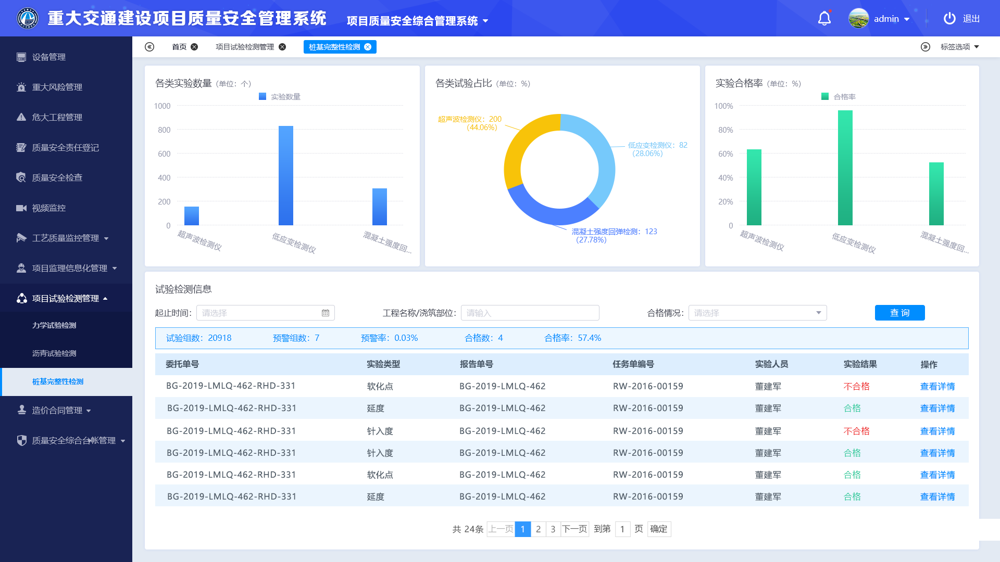 重大交通建设项目质量安全管理系统 项目质量安全综合管理系统
admin 退出
首页 项目试验检测管理 桩基完整性检测 标签选项
设备管理
重大风险管理
危大工程管理
质量安全责任登记
质量安全检查
视频监控
工艺质量监控管理
项目监理信息化管理
项目试验检测管理
力学试验检测
沥青试验检测
桩基完整性检测
造价合同管理
质量安全综合台帐管理
各类实验数量（单位：个）
实验数量
1000
800
600
400
200
0
超声波检测仪
低应变检测仪
混凝土强度回...
各类试验占比（单位：%）
超声波检测仪：200
（44.06%）
低应变检测仪：82
（28.06%）
混凝土强度回弹检测：123
（27.78%）
实验合格率（单位：%）
合格率
100%
80%
60%
40%
20%
0
超声波检测仪
低应变检测仪
混凝土强度回...
试验检测信息
起止时间： 请选择 工程名称/浇筑部位： 请输入 合格情况： 请选择 查 询
试验组数：20918 预警组数：7 预警率：0.03% 合格数：4 合格率：57.4%
委托单号 实验类型 报告单号 任务单编号 实验人员 实验结果 操作
BG-2019-LMLQ-462-RHD-331 软化点 BG-2019-LMLQ-462 RW-2016-00159 董建军 不合格 查看详情
BG-2019-LMLQ-462-RHD-331 延度 BG-2019-LMLQ-462 RW-2016-00159 董建军 合格 查看详情
BG-2019-LMLQ-462-RHD-331 针入度 BG-2019-LMLQ-462 RW-2016-00159 董建军 不合格 查看详情
BG-2019-LMLQ-462-RHD-331 针入度 BG-2019-LMLQ-462 RW-2016-00159 董建军 合格 查看详情
BG-2019-LMLQ-462-RHD-331 软化点 BG-2019-LMLQ-462 RW-2016-00159 董建军 合格 查看详情
BG-2019-LMLQ-462-RHD-331 延度 BG-2019-LMLQ-462 RW-2016-00159 董建军 合格 查看详情
共 24条 上一页 1 2 3 下一页 到第 1 页 确定